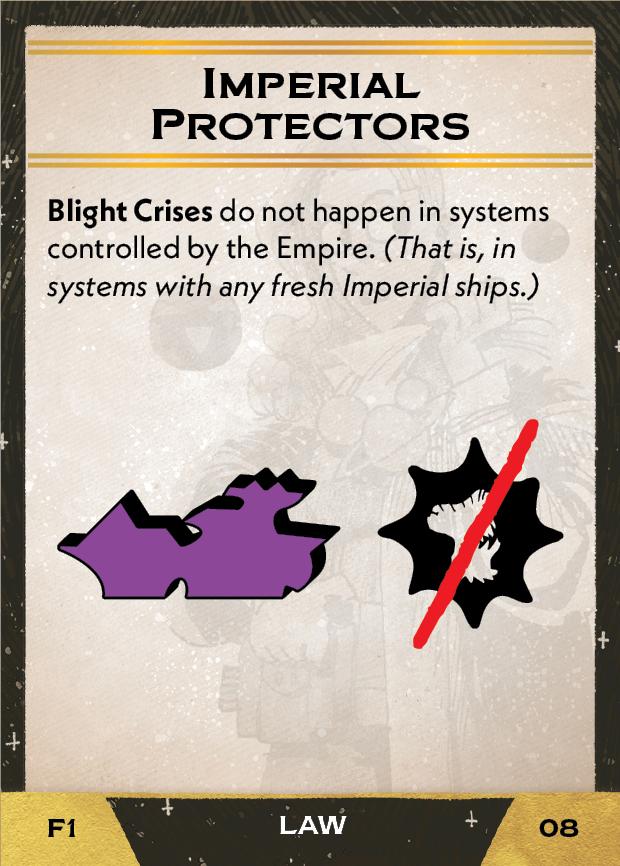 IMPERIAL
PROTECTORS
Blight Crises do not happen in systems
controlled by the Empire. (That is, in
systems with any fresh Imperial ships.)
F1
LAW
08